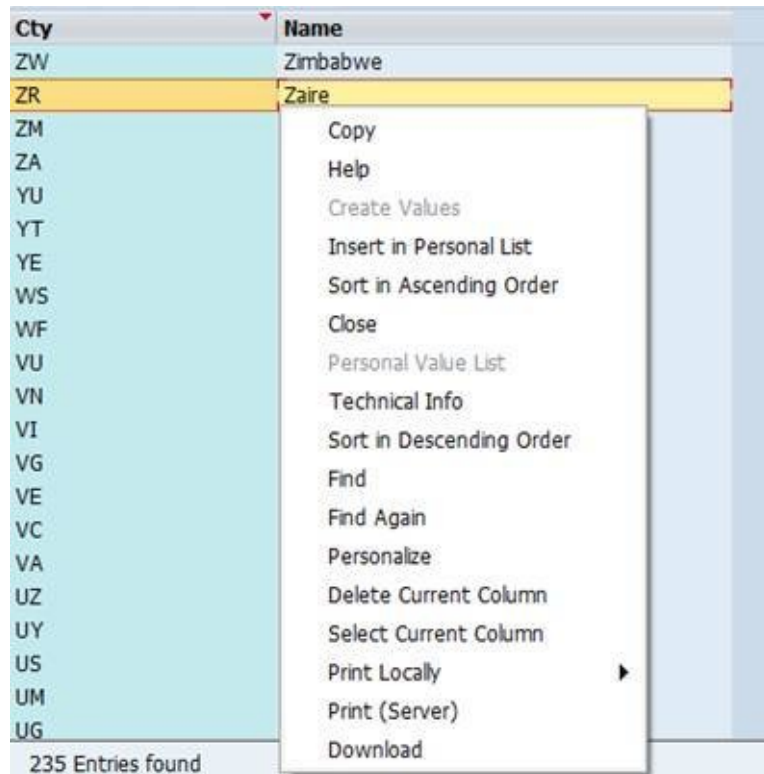 Cty Name
ZW Zimbabwe
ZR Zaire
ZM
ZA
YU
YT
YE
WS
WF
VU
VN
VI
VG
VE
VC
VA
UZ
UY
US
UM
UG
Copy
Help
Create Values
Insert in Personal List
Sort in Ascending Order
Close
Personal Value List
Technical Info
Sort in Descending Order
Find
Find Again
Personalize
Delete Current Column
Select Current Column
Print Locally
Print (Server)
Download
235 Entries found